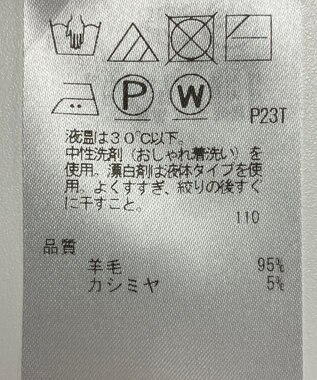 P W
P23T
液温は30℃以下。
中性洗剤（おしゃれ着洗い）を
使用。漂白剤は液体タイプを使
用。よくすすぎ、絞りの後すぐ
に干すこと。
110
品質
羊毛 95%
カシミヤ 5%